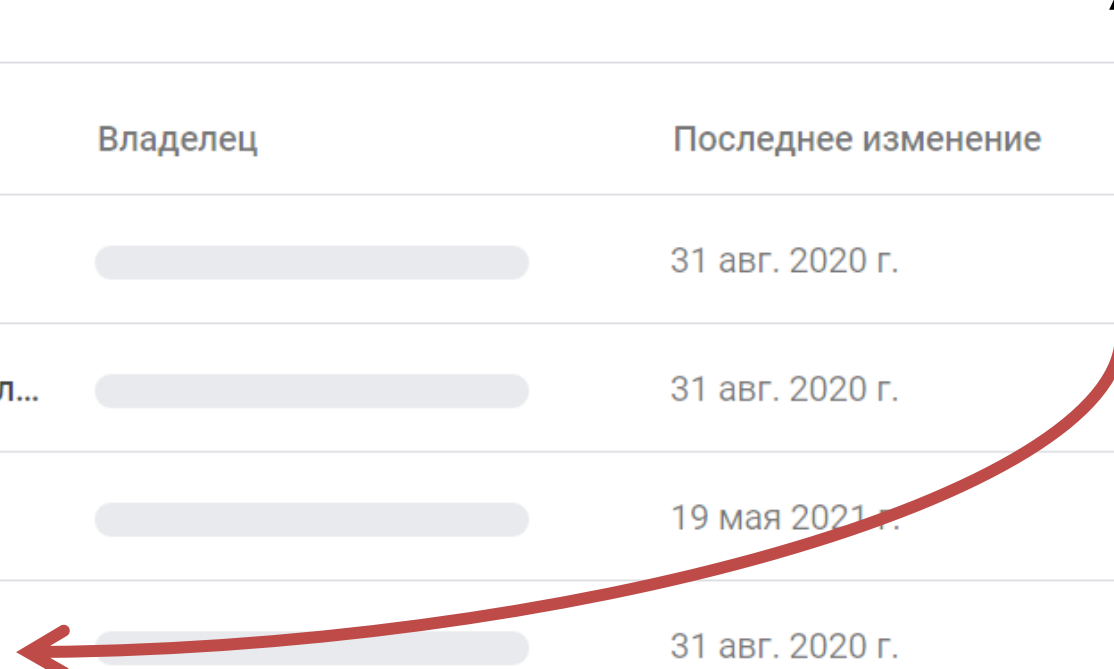 Владелец Последнее изменение
31 авг. 2020 г.
л... 31 авг. 2020 г.
19 мая 2021 г.
31 авг. 2020 г.